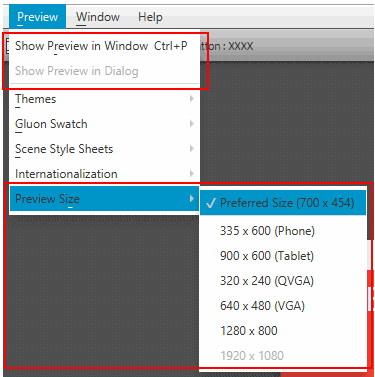 Preview Window Help
Show Preview in Window Ctrl+P
tton : XXXX
Show Preview in Dialog
Themes
Gluon Swatch
Scene Style Sheets
Internationalization
Preview Size
✓ Preferred Size (700 x 454)
335 x 600 (Phone)
900 x 600 (Tablet)
320 x 240 (QVGA)
640 x 480 (VGA)
1280 x 800
1920 x 1080